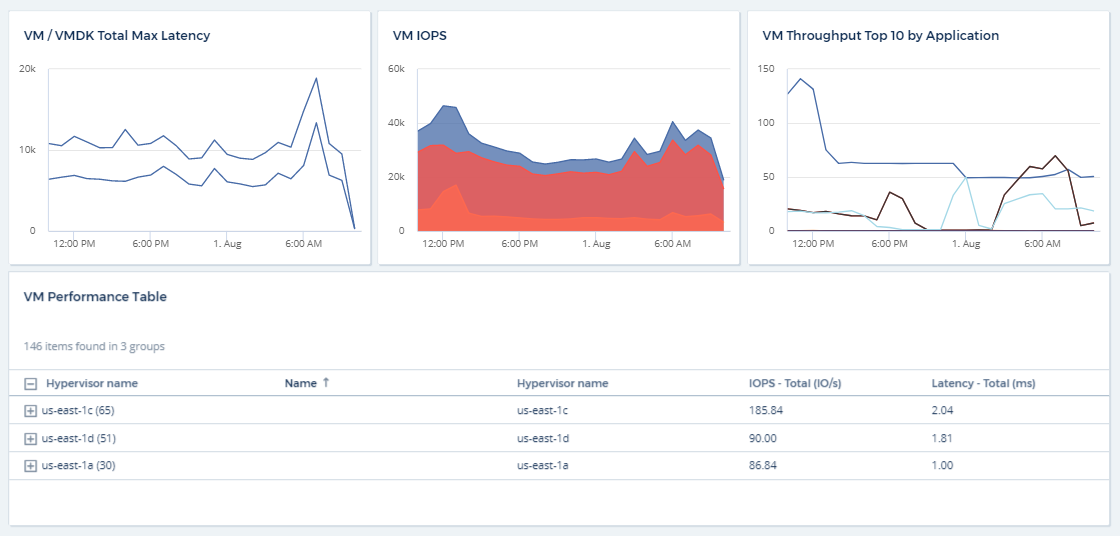 VM / VMDK Total Max Latency
20k
10k
0
12:00 PM 6:00 PM 1. Aug 6:00 AM
VM IOPS
60k
40k
20k
0
12:00 PM 6:00 PM 1. Aug 6:00 AM
VM Throughput Top 10 by Application
150
100
50
0
12:00 PM 6:00 PM 1. Aug 6:00 AM
VM Performance Table
146 items found in 3 groups
Hypervisor name Name ↑ Hypervisor name IOPS - Total (IO/s) Latency - Total (ms)
us-east-1c (65) us-east-1c 185.84 2.04
us-east-1d (51) us-east-1d 90.00 1.81
us-east-1a (30) us-east-1a 86.84 1.00